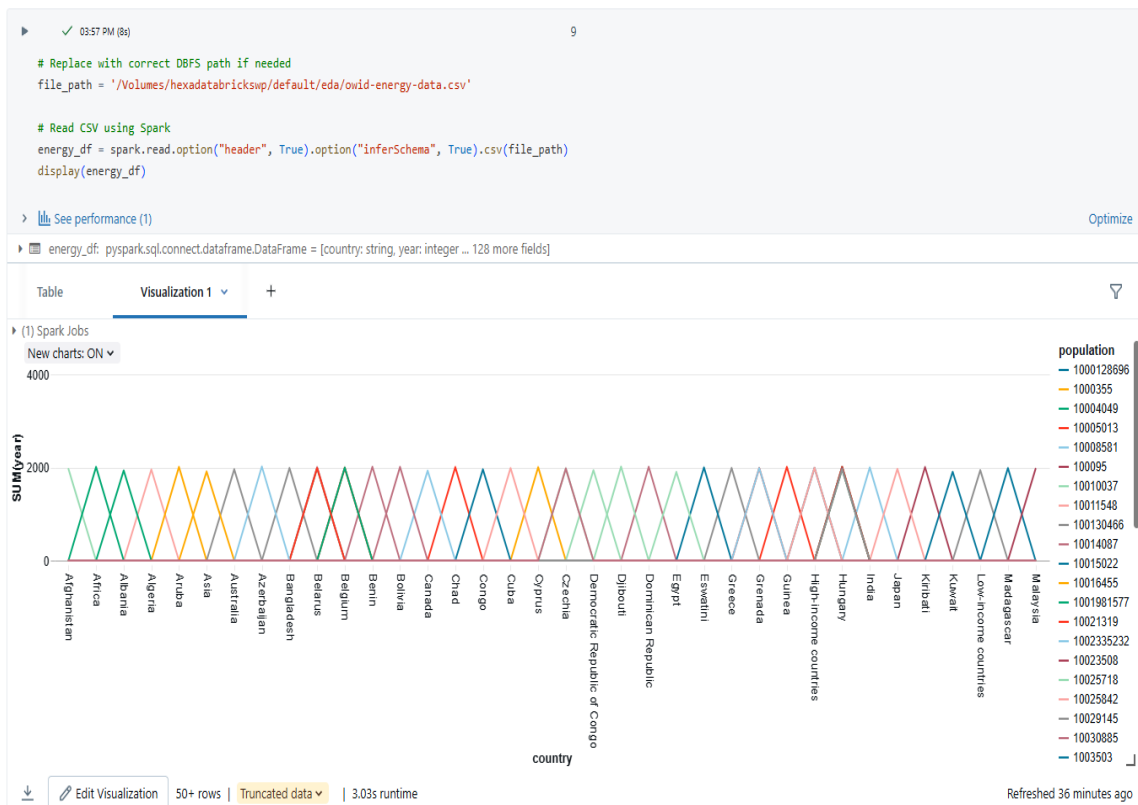 03:57 PM (8s)
9
# Replace with correct DBFS path if needed
file_path = '/Volumes/hexadatabrickswp/default/eda/owid-energy-data.csv'
# Read CSV using Spark
energy_df = spark.read.option("header", True).option("inferSchema", True).csv(file_path)
display(energy_df)
See performance (1)
Optimize
energy_df: pyspark.sql.connect.dataframe.DataFrame = [country: string, year: integer ... 128 more fields]
Table
Visualization 1
+
(1) Spark Jobs
New charts: ON
4000
2000
0
SUM(year)
Afghanistan
Africa
Albania
Algeria
Aruba
Asia
Australia
Azerbaijan
Bangladesh
Belarus
Belgium
Benin
Bolivia
Canada
Chad
Congo
Cuba
Cyprus
Czechia
Democratic Republic of Congo
Djibouti
Dominican Republic
Egypt
Eswatini
Greece
Grenada
Guinea
High-income countries
Hungary
India
Japan
Kiribati
Kuwait
Low-income countries
Madagascar
Malaysia
country
population
1000128696
1000355
10004049
10005013
10008581
100095
10010037
10011548
100130466
10014087
10015022
10016455
1001981577
10021319
1002335232
10023508
10025718
10025842
10029145
10030885
1003503
Edit Visualization
50+ rows | Truncated data | 3.03s runtime
Refreshed 36 minutes ago